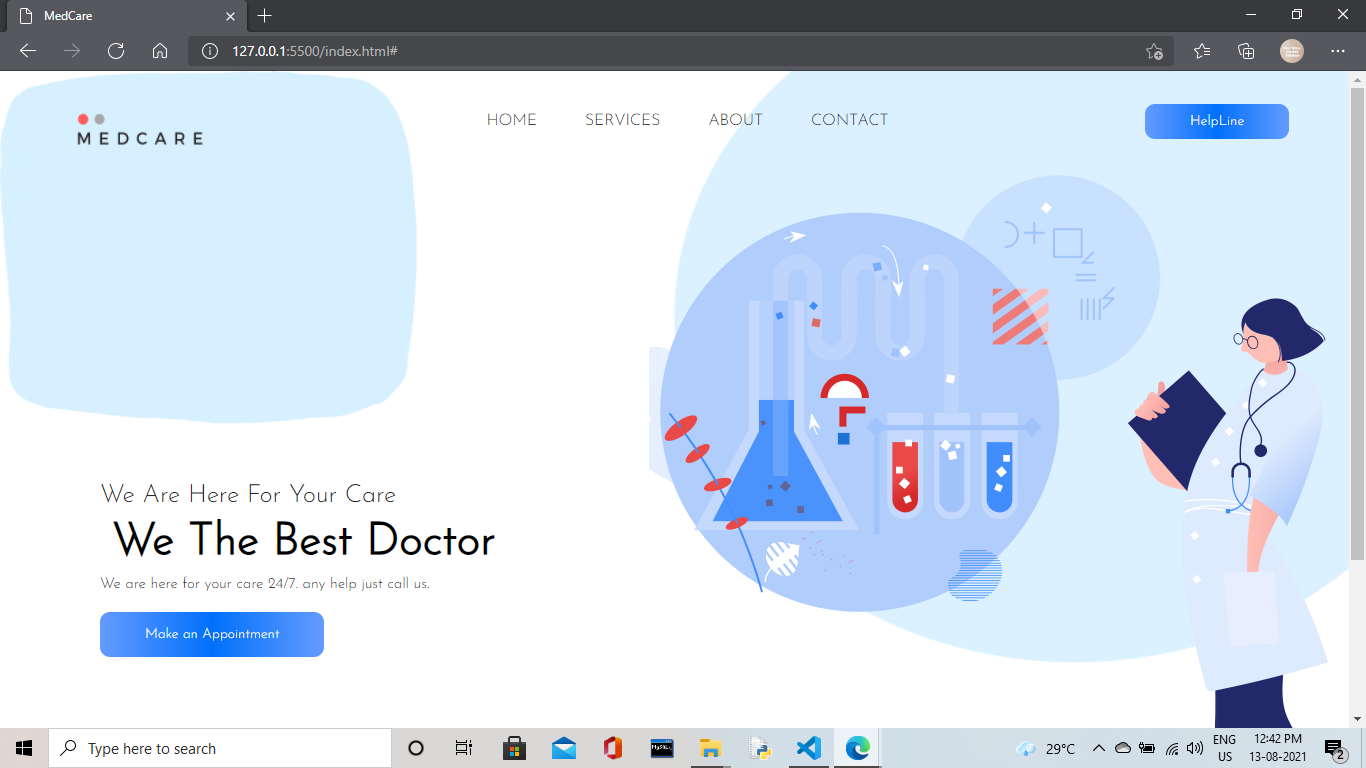 MedCare
127.0.0.1:5500/index.html#
MEDCARE
HOME SERVICES ABOUT CONTACT
HelpLine
We Are Here For Your Care
We The Best Doctor
We are here for your care 24/7. any help just call us.
Make an Appointment
Type here to search
MySQL
29°C
ENG
US
12:42 PM
13-08-2021
2